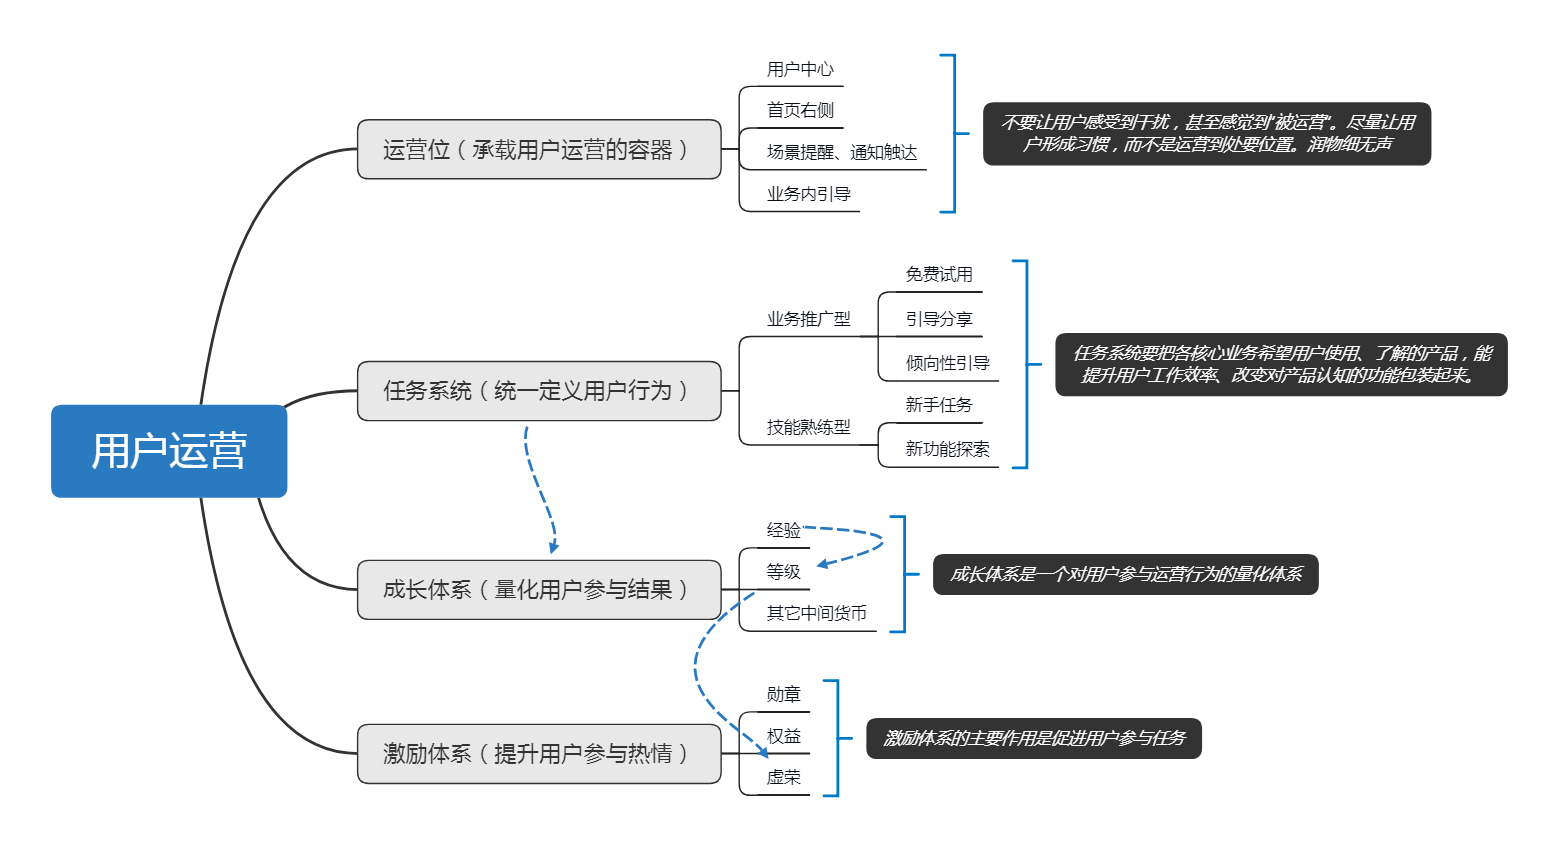 用户运营
运营位（承载用户运营的容器）
用户中心
首页右侧
场景提醒、通知触达
业务内引导
不要让用户感受到干扰，甚至感觉到“被运营”。尽量让用
户形成习惯，而不是运营到处要位置。润物细无声
任务系统（统一定义用户行为）
业务推广型
免费试用
引导分享
倾向性引导
技能熟练型
新手任务
新功能探索
任务系统要把各核心业务希望用户使用、了解的产品，能
提升用户工作效率、改变对产品认知的功能包装起来。
成长体系（量化用户参与结果）
经验
等级
其它中间货币
成长体系是一个对用户参与运营行为的量化体系
激励体系（提升用户参与热情）
勋章
权益
虚荣
激励体系的主要作用是促进用户参与任务